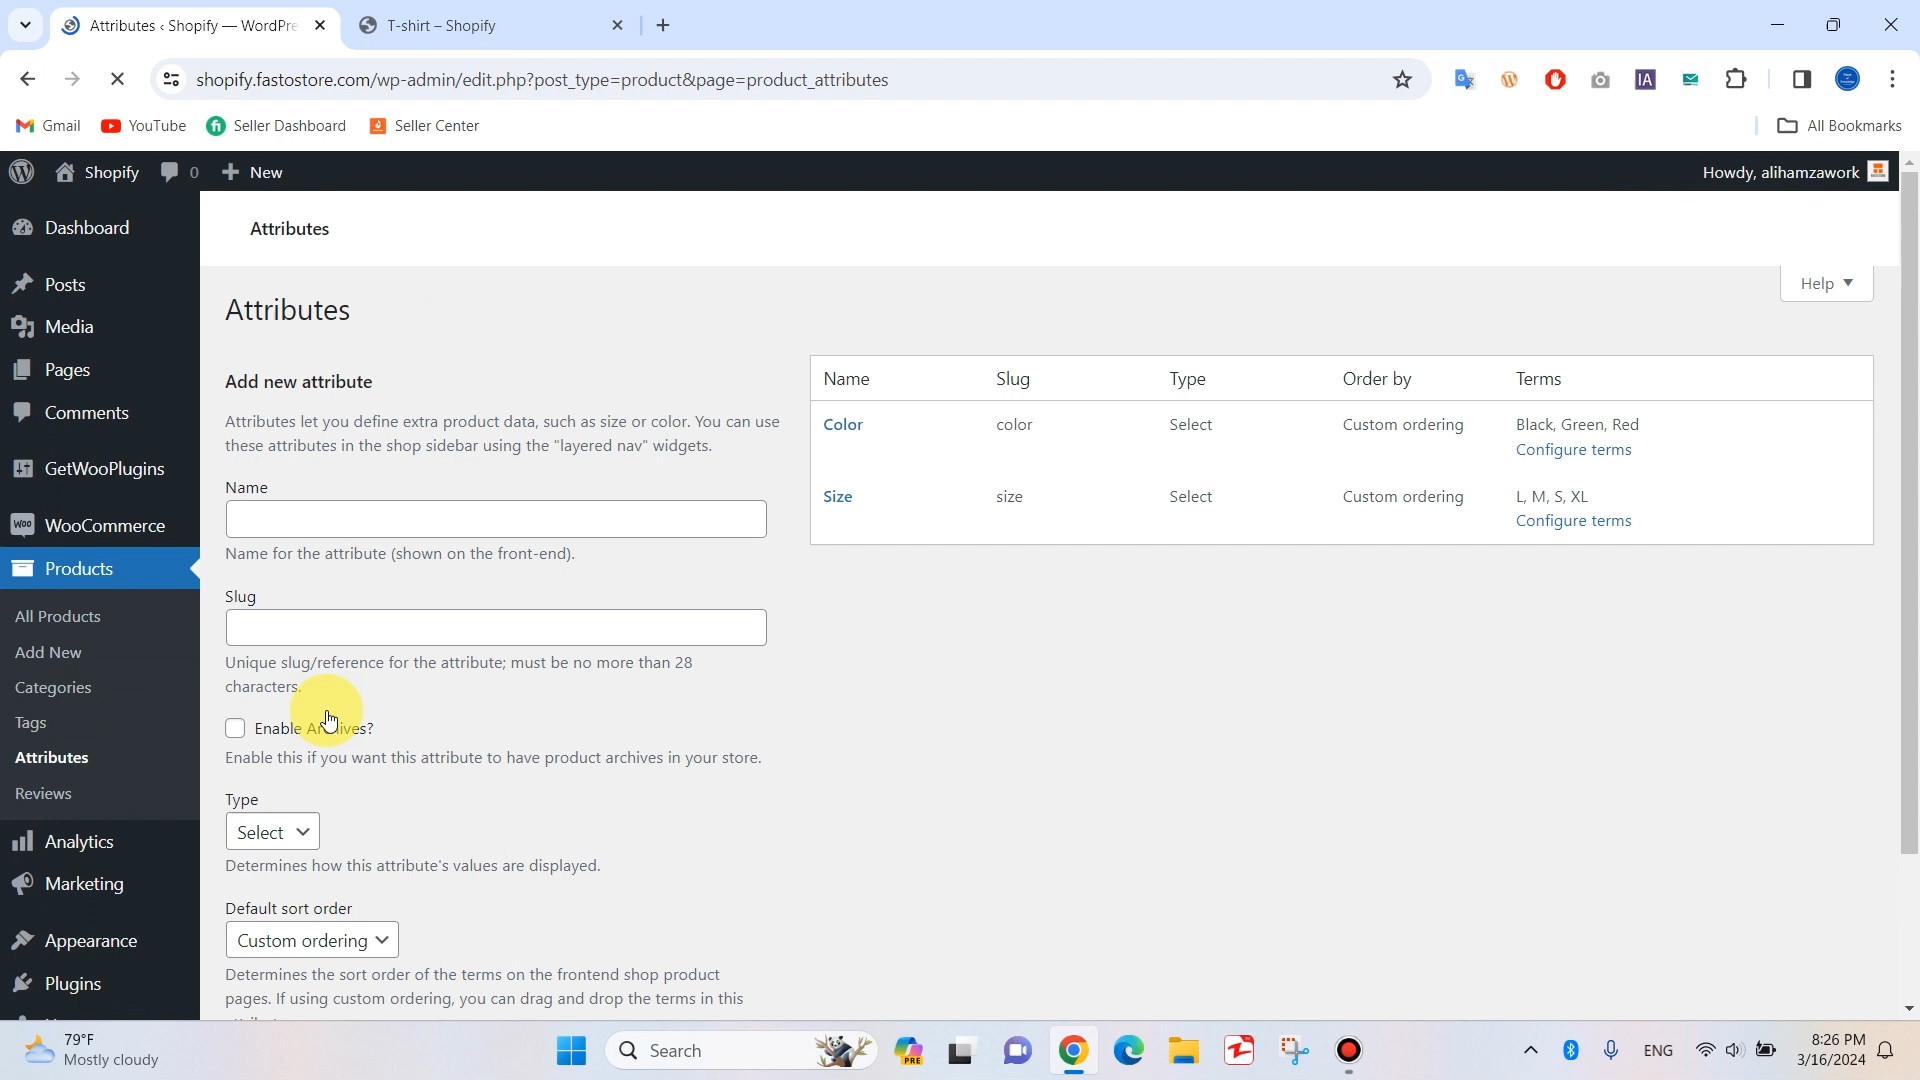 Attributes ‹ Shopify — WordPre
T-shirt – Shopify
shopify.fastostore.com/wp-admin/edit.php?post_type=product&page=product_attributes
IA
Gmail
YouTube
Seller Dashboard
Seller Center
All Bookmarks
Shopify
0
New
Howdy, alihamzawork
Dashboard
Posts
Media
Pages
Comments
GetWooPlugins
WooCommerce
Products
All Products
Add New
Categories
Tags
Attributes
Reviews
Analytics
Marketing
Appearance
Plugins
Attributes
Help
Attributes
Add new attribute
Attributes let you define extra product data, such as size or color. You can use
these attributes in the shop sidebar using the "layered nav" widgets.
Name
Name for the attribute (shown on the front-end).
Slug
Unique slug/reference for the attribute; must be no more than 28
characters.
Enable Archives?
Enable this if you want this attribute to have product archives in your store.
Type
Select
Determines how this attribute's values are displayed.
Default sort order
Custom ordering
Determines the sort order of the terms on the frontend shop product
pages. If using custom ordering, you can drag and drop the terms in this
Name Slug Type Order by Terms
Color color Select Custom ordering Black, Green, Red
Configure terms
Size size Select Custom ordering L, M, S, XL
Configure terms
79°F
Mostly cloudy
Search
PRE
ENG
8:26 PM
3/16/2024